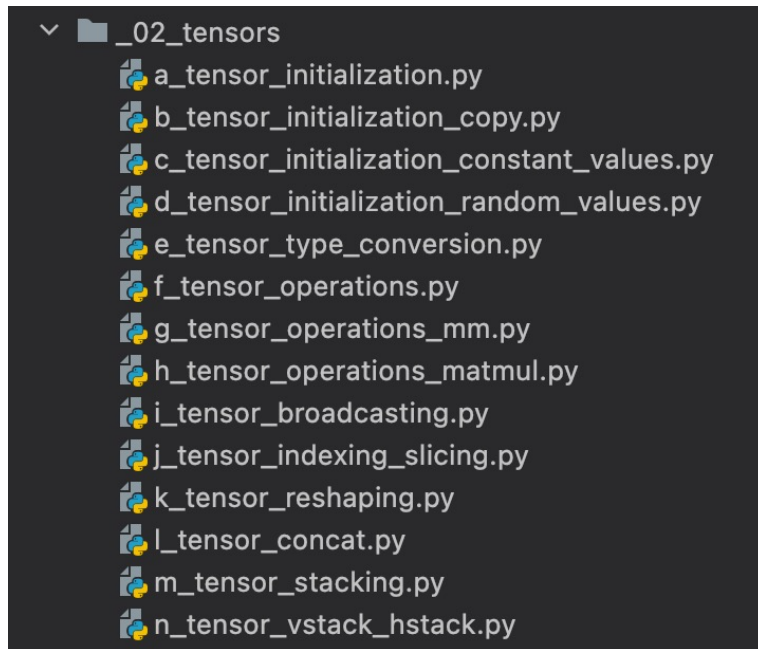 _02_tensors
a_tensor_initialization.py
b_tensor_initialization_copy.py
c_tensor_initialization_constant_values.py
d_tensor_initialization_random_values.py
e_tensor_type_conversion.py
f_tensor_operations.py
g_tensor_operations_mm.py
h_tensor_operations_matmul.py
i_tensor_broadcasting.py
j_tensor_indexing_slicing.py
k_tensor_reshaping.py
l_tensor_concat.py
m_tensor_stacking.py
n_tensor_vstack_hstack.py